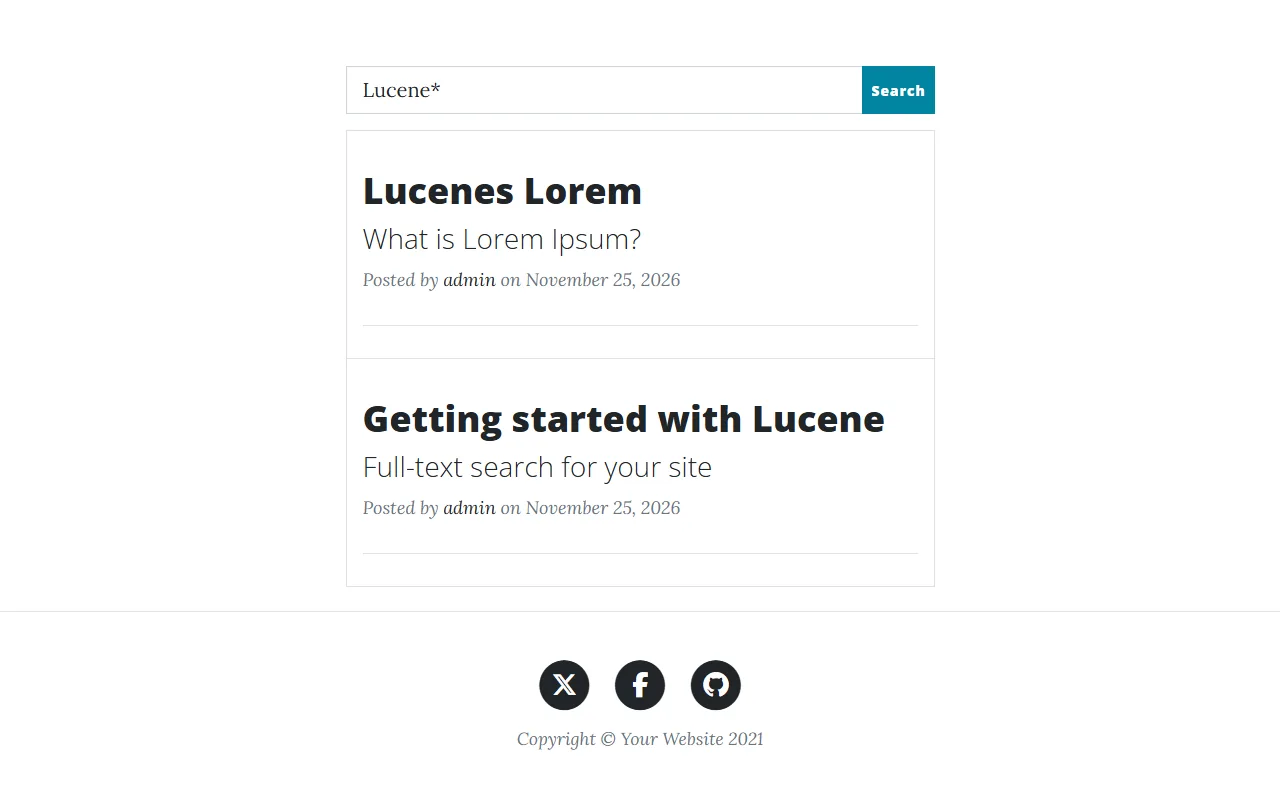 Lucene*
Search
Lucenes Lorem
What is Lorem Ipsum?
Posted by admin on November 25, 2026
Getting started with Lucene
Full-text search for your site
Posted by admin on November 25, 2026
Copyright © Your Website 2021